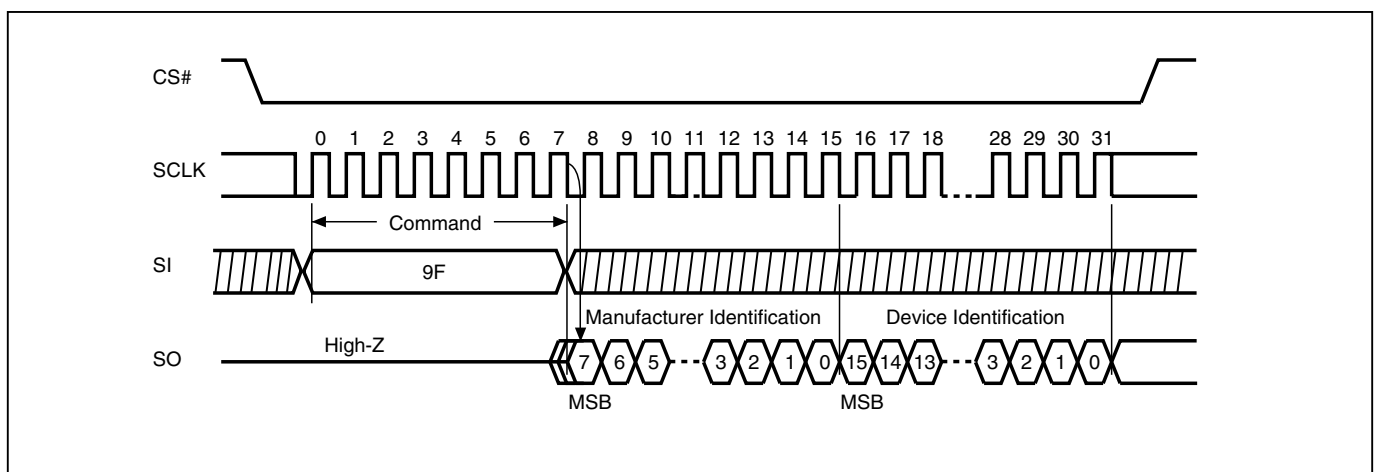 CS#
0 1 2 3 4 5 6 7 8 9 10 11 12 13 14 15 16 17 18 28 29 30 31
SCLK
Command
SI
9F
Manufacturer Identification Device Identification
High-Z
SO
7 6 5 3 2 1 0 15 14 13 3 2 1 0
MSB MSB